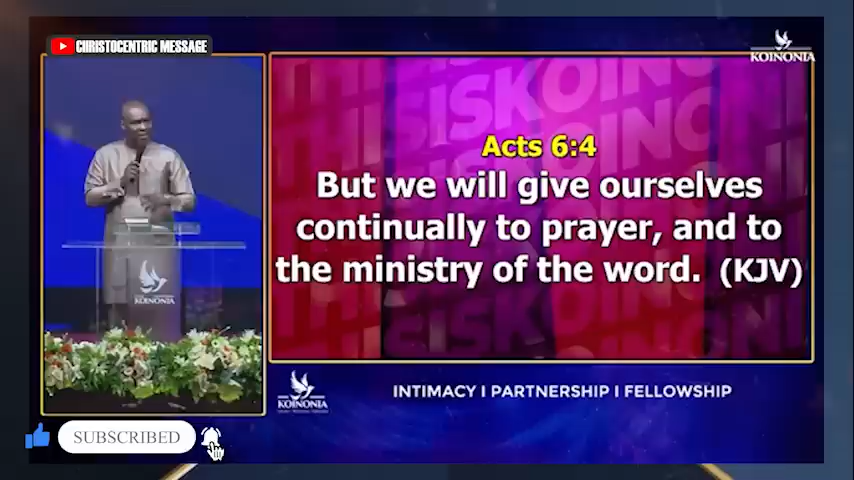 CHRISTOCENTRIC MESSAGE
KOINONIA
Acts 6:4
But we will give ourselves
continually to prayer, and to
the ministry of the word. (KJV)
KOINONIA
KOINONIA
INTIMACY I PARTNERSHIP I FELLOWSHIP
SUBSCRIBED